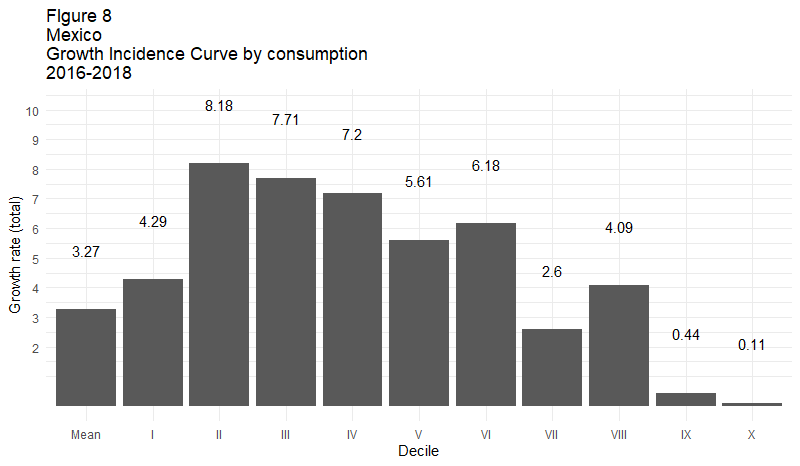 FIgure 8
Mexico
Growth Incidence Curve by consumption
2016-2018
Growth rate (total)
10
9
8
7
6
5
4
3
2
3.27
4.29
8.18
7.71
7.2
5.61
6.18
2.6
4.09
0.44
0.11
Mean
I
II
III
IV
V
VI
VII
VIII
IX
X
Decile